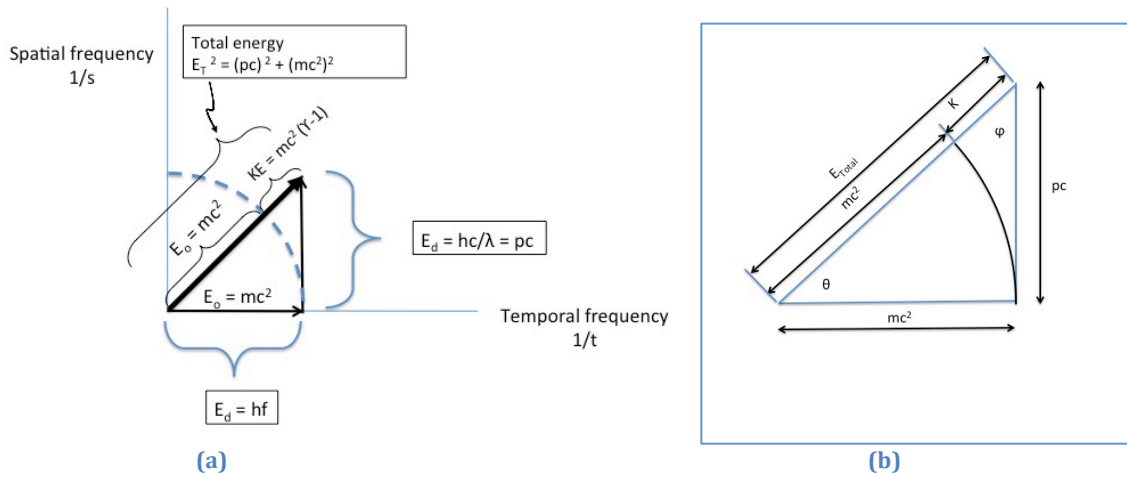 Spatial frequency
1/s
Total energy
E_T ² = (pc) ² + (mc²)²
KE = mc² (ϒ-1)
E_o = mc²
E_o = mc²
E_d = hc/λ = pc
Temporal frequency
1/t
E_d = hf
(a)
K
φ
E_Total
mc²
pc
θ
mc²
(b)